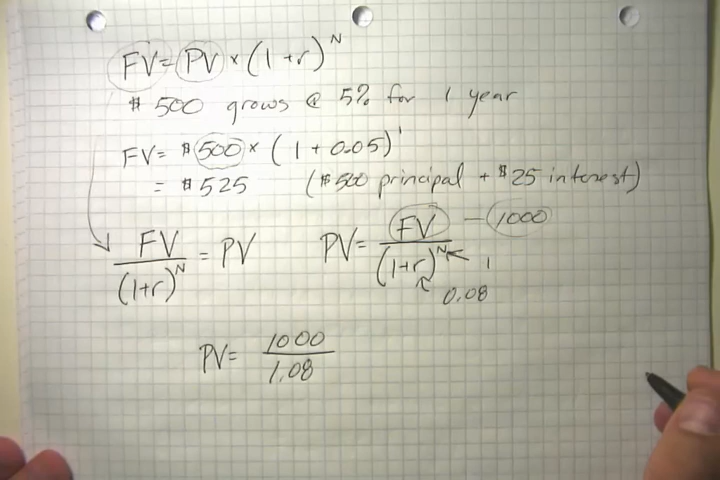 FV = PV × (1 + r)^N
$ 500 grows @ 5% for 1 year
FV = $500 × (1 + 0.05)^1
= $525 ($500 principal + $25 interest)
FV/(1+r)^N = PV
PV = FV/(1+r)^N — 1000
1
0.08
PV = 1000/1.08